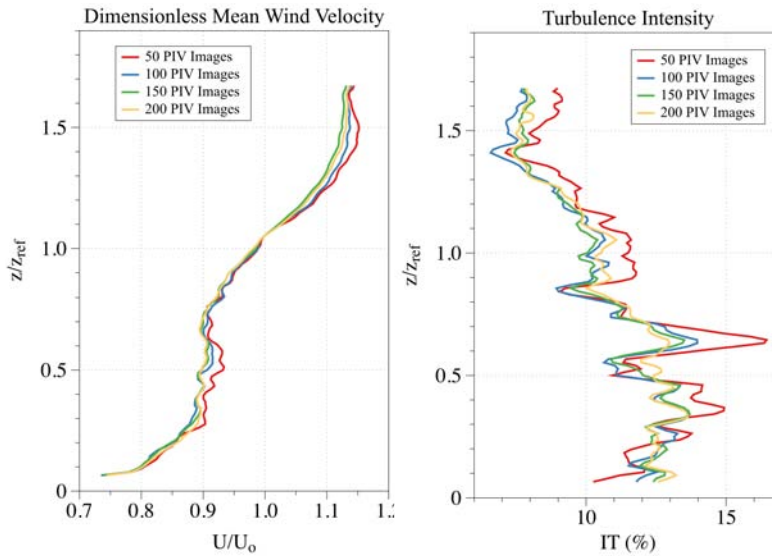 Dimensionless Mean Wind Velocity
50 PIV Images
100 PIV Images
150 PIV Images
200 PIV Images
1.5
1.0
0.5
0
z/zref
0.7
0.8
0.9
1.0
1.1
U/Uo
Turbulence Intensity
50 PIV Images
100 PIV Images
150 PIV Images
200 PIV Images
1.5
1.0
0.5
0
z/zref
10
15
IT (%)